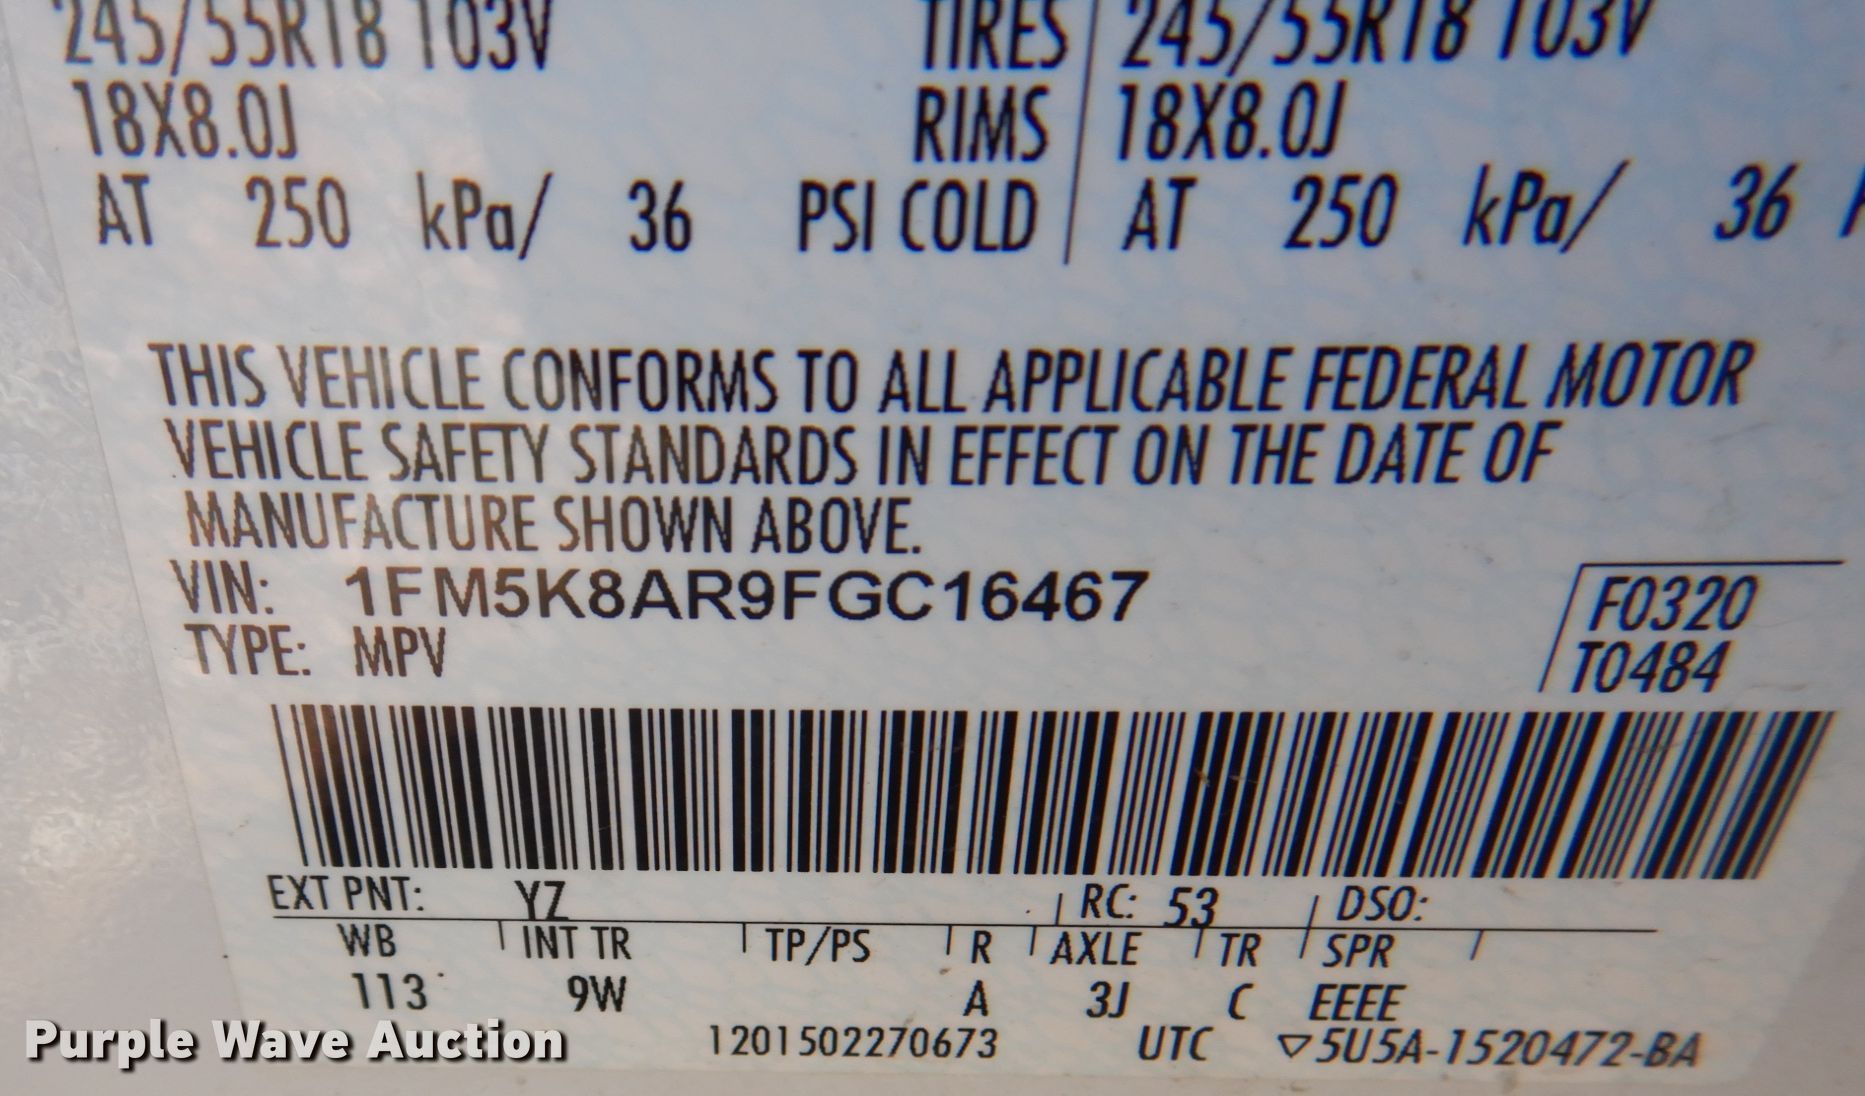 245/55R18 103V TIRES 245/55R18 103V
18X8.0J RIMS 18X8.0J
AT 250 kPa/ 36 PSI COLD AT 250 kPa/ 36
THIS VEHICLE CONFORMS TO ALL APPLICABLE FEDERAL MOTOR
VEHICLE SAFETY STANDARDS IN EFFECT ON THE DATE OF
MANUFACTURE SHOWN ABOVE.
VIN: 1FM5K8AR9FGC16467 F0320
TYPE: MPV T0484
EXT PNT: YZ RC: 53 DSO:
WB INT TR TP/PS R AXLE TR SPR
113 9W A 3J C EEEE
1201502270673 UTC ▽5U5A-1520472-BA
Purple Wave Auction